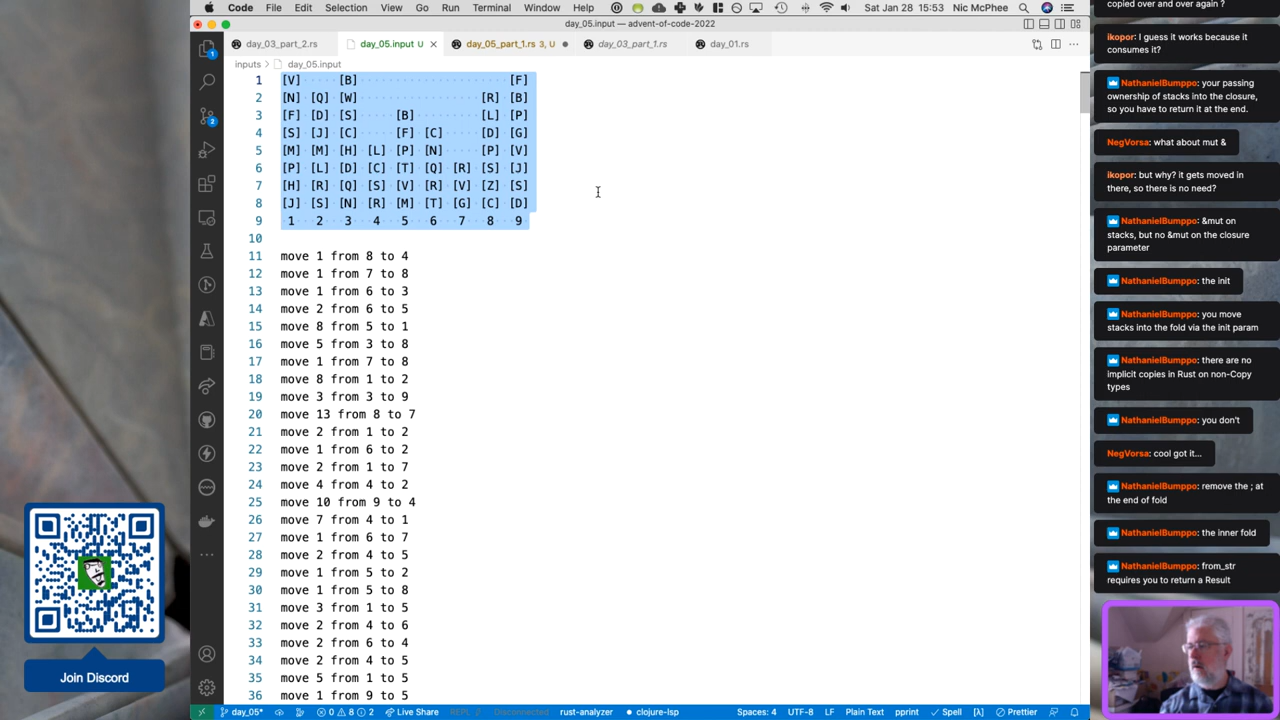 Code File Edit Selection View Go Run Terminal Window Help Sat Jan 28 15:53 Nic McPhee
day_05.input — advent-of-code-2022
day_03_part_2.rs day_05.input U day_05_part_1.rs 3, U day_03_part_1.rs day_01.rs
inputs > day_05.input
1 [V] [B] [F]
2 [N] [Q] [W] [R] [B]
3 [F] [D] [S] [B] [L] [P]
4 [S] [J] [C] [F] [C] [D] [G]
5 [M] [M] [H] [L] [P] [N] [P] [V]
6 [P] [L] [D] [C] [T] [Q] [R] [S] [J]
7 [H] [R] [Q] [S] [V] [R] [V] [Z] [S]
8 [J] [S] [N] [R] [M] [T] [G] [C] [D]
9 1 2 3 4 5 6 7 8 9
10
11 move 1 from 8 to 4
12 move 1 from 7 to 8
13 move 1 from 6 to 3
14 move 2 from 6 to 5
15 move 8 from 5 to 1
16 move 5 from 3 to 8
17 move 1 from 7 to 8
18 move 8 from 1 to 2
19 move 3 from 3 to 9
20 move 13 from 8 to 7
21 move 2 from 1 to 2
22 move 1 from 6 to 2
23 move 2 from 1 to 7
24 move 4 from 4 to 2
25 move 10 from 9 to 4
26 move 7 from 4 to 1
27 move 1 from 6 to 7
28 move 2 from 4 to 5
29 move 1 from 5 to 2
30 move 1 from 5 to 8
31 move 3 from 1 to 5
32 move 2 from 4 to 6
33 move 2 from 6 to 4
34 move 2 from 4 to 5
35 move 5 from 1 to 5
36 move 1 from 9 to 5
day_05* 0 8 2 Live Share REPL Disconnected rust-analyzer clojure-lsp Spaces: 4 UTF-8 LF Plain Text pprint Spell Prettier
Join Discord
copied over and over again ?
ikopor: I guess it works because it
consumes it?
NathanielBumppo: your passing
ownership of stacks into the closure,
so you have to return it at the end.
NegVorsa: what about mut &
ikopor: but why? it gets moved in
there, so there is no need?
NathanielBumppo: &mut on
stacks, but no &mut on the closure
parameter
NathanielBumppo: the init
NathanielBumppo: you move
stacks into the fold via the init param
NathanielBumppo: there are no
implicit copies in Rust on non-Copy
types
NathanielBumppo: you don't
NegVorsa: cool got it...
NathanielBumppo: remove the ; at
the end of fold
NathanielBumppo: the inner fold
NathanielBumppo: from_str
requires you to return a Result